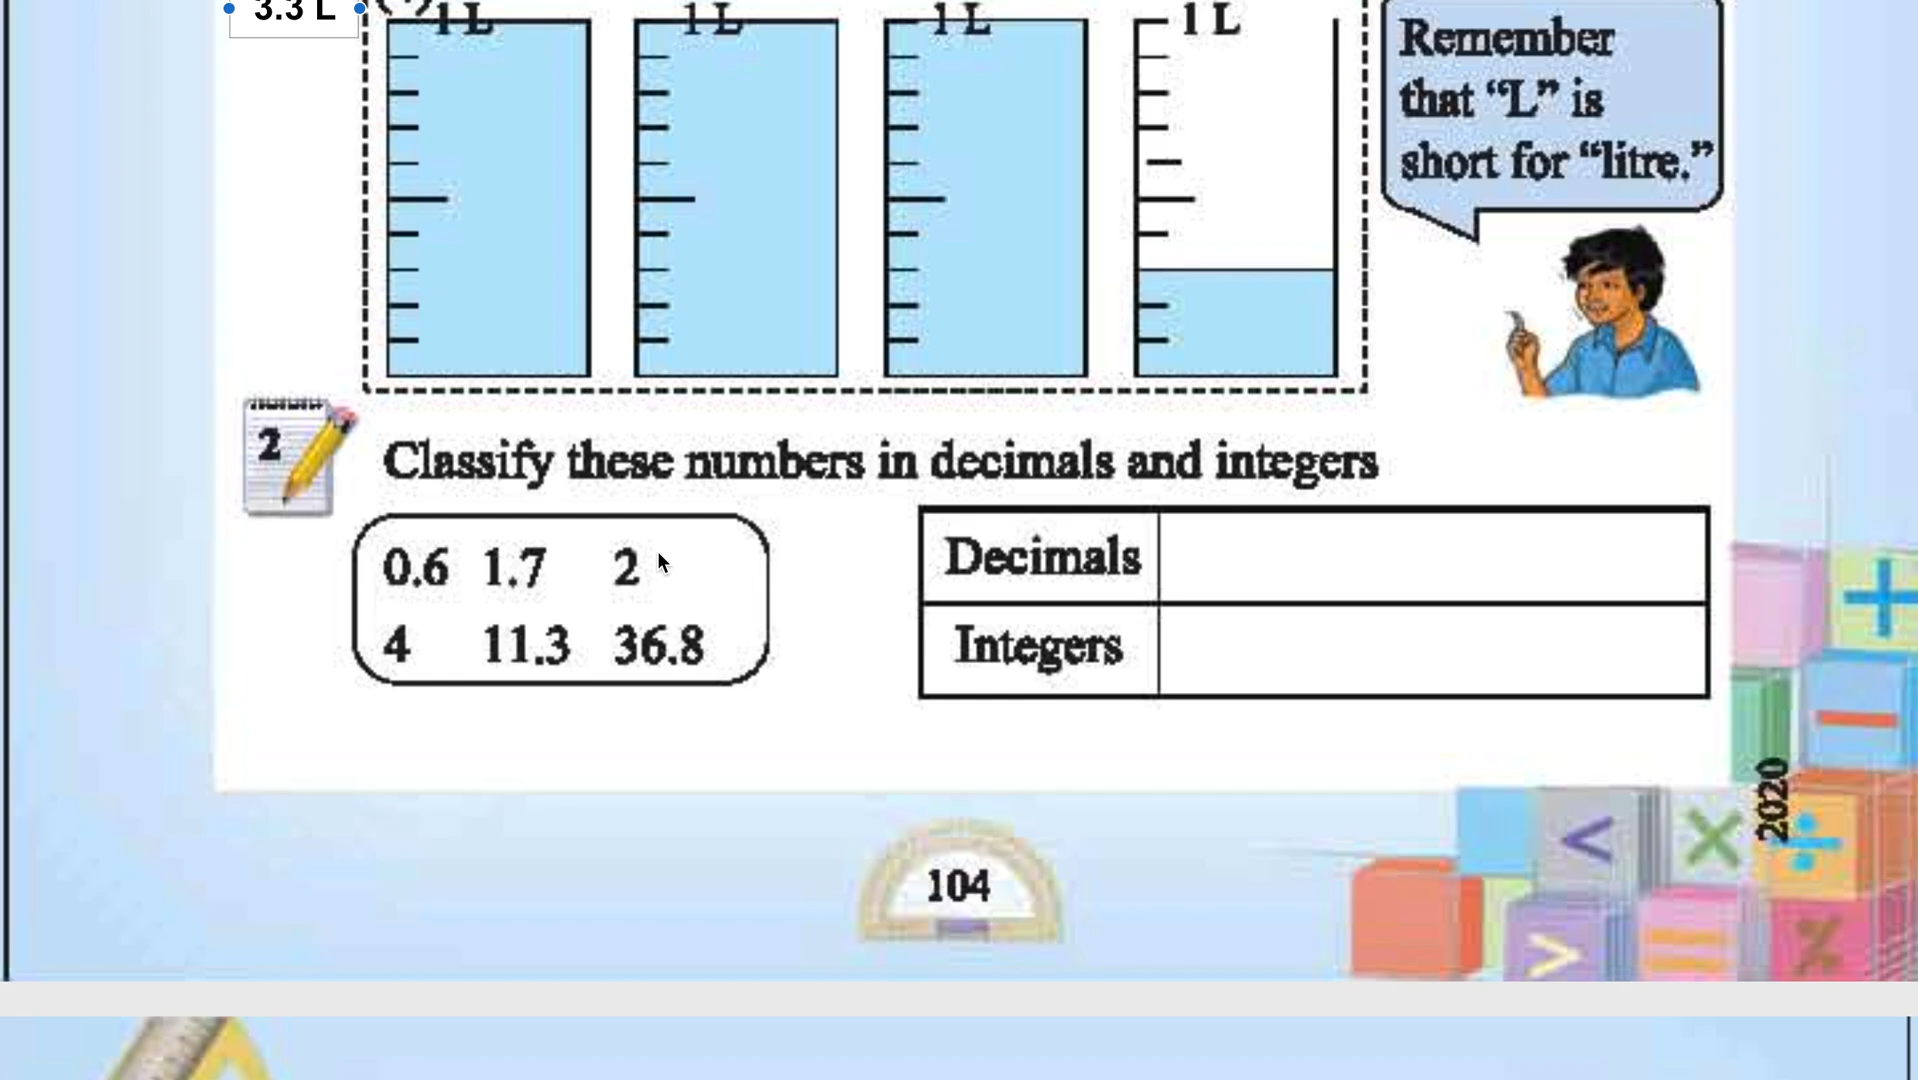 3.3 L
1 L 1 L 1 L 1 L
Remember
that “L” is
short for “litre.”
2
Classify these numbers in decimals and integers
0.6 1.7 2
4 11.3 36.8
Decimals
Integers
2020
104